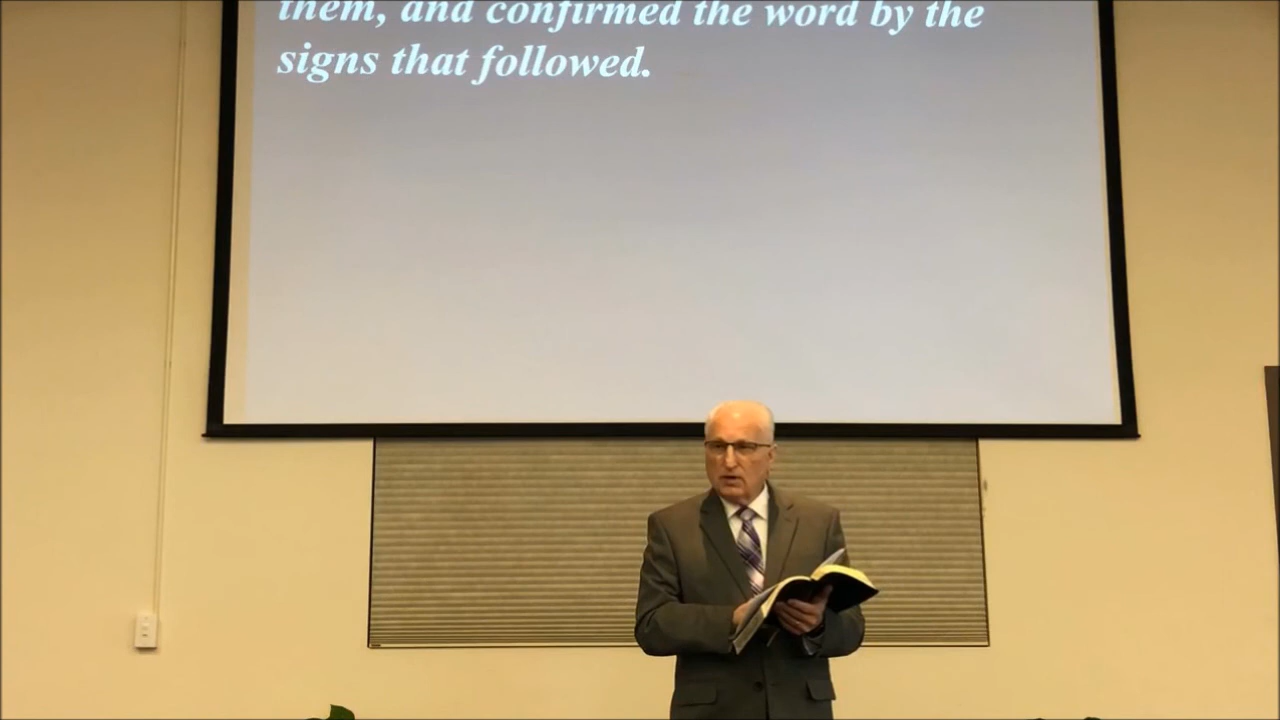 them, and confirmed the word by the
signs that followed.